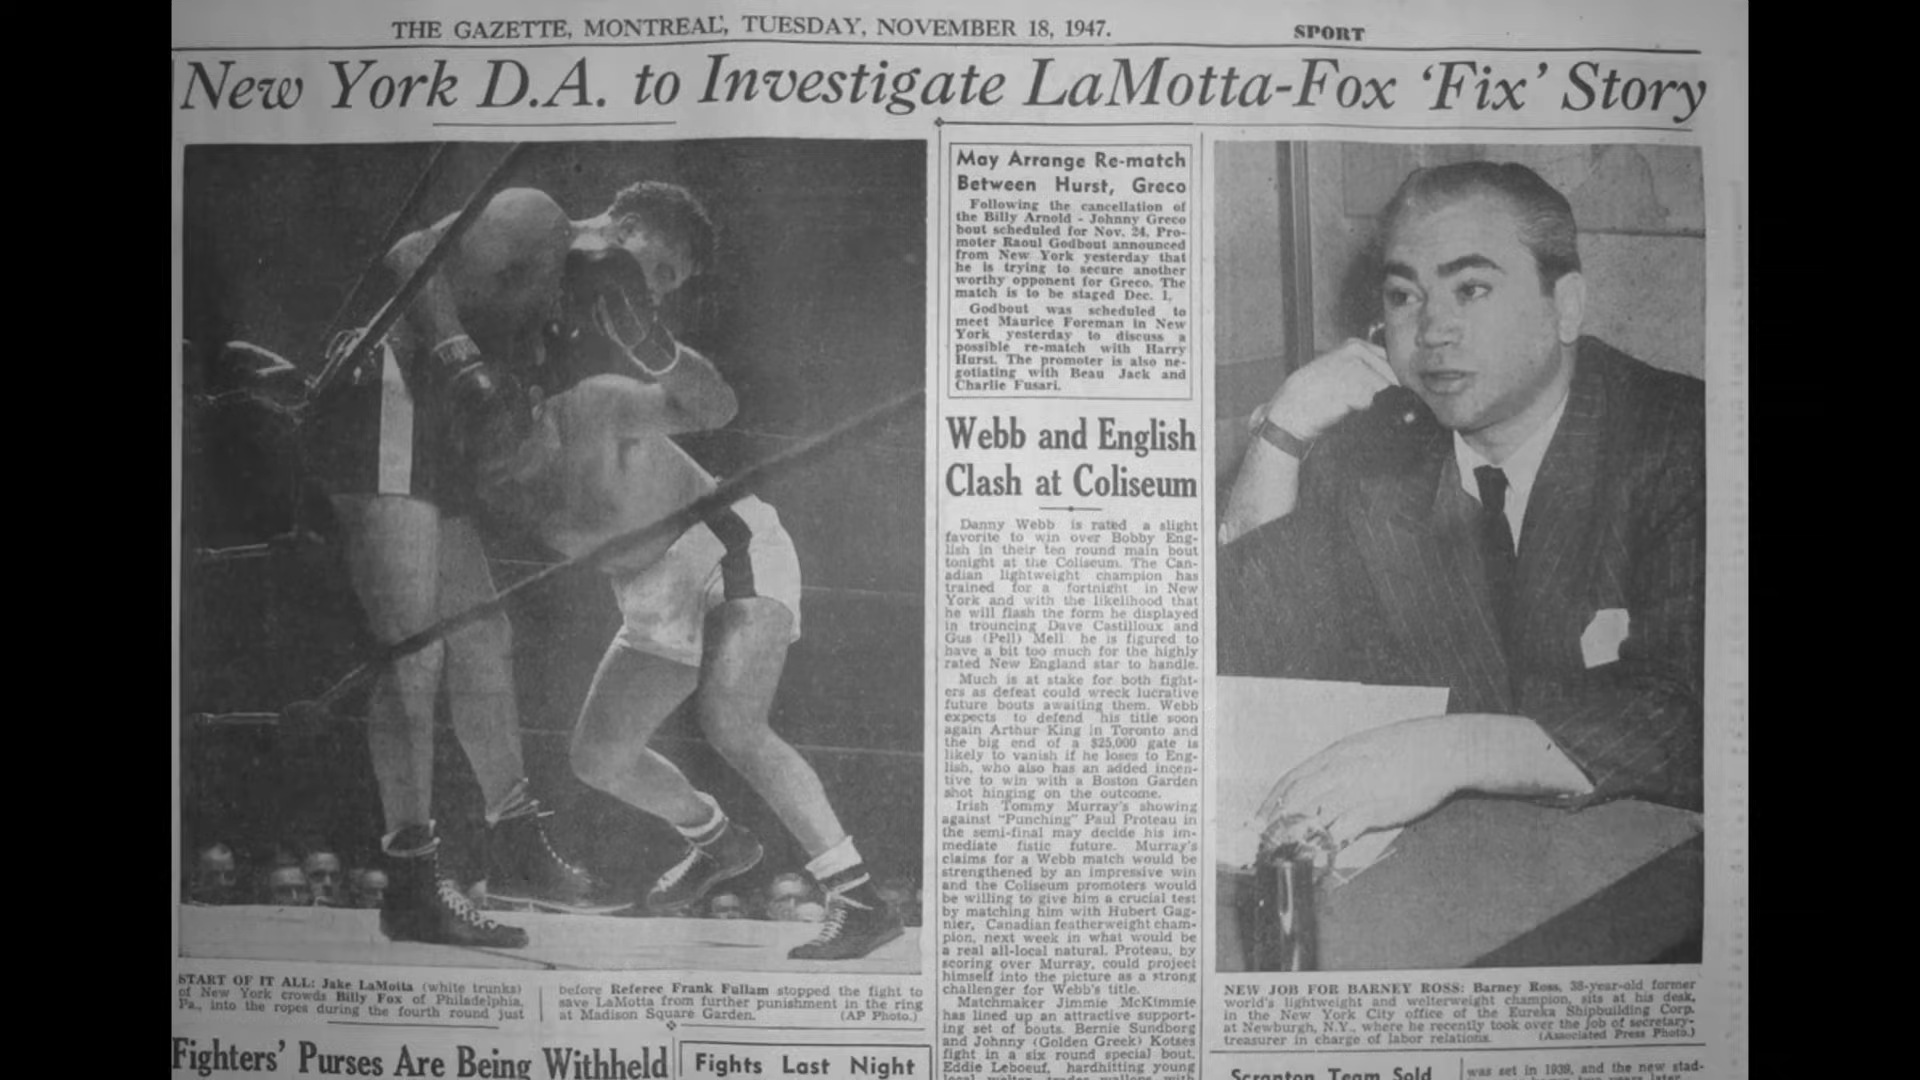 THE GAZETTE, MONTREAL, TUESDAY, NOVEMBER 18, 1947.
SPORT
New York D.A. to Investigate LaMotta-Fox 'Fix' Story
START OF IT ALL: Jake LaMotta (white trunks)
of New York crowds Billy Fox of Philadelphia,
Pa., into the ropes during the fourth round just
before Referee Frank Fullam stopped the fight to
save LaMotta from further punishment in the ring
at Madison Square Garden. (AP Photo.)
Fighters' Purses Are Being Withheld
Fights Last Night
May Arrange Re-match
Between Hurst, Greco
Following the cancellation of
the Billy Arnold - Johnny Greco
bout scheduled for Nov. 24, Pro-
moter Raoul Godbout announced
from New York yesterday that
he is trying to secure another
worthy opponent for Greco. The
match is to be staged Dec. 1.
Godbout was scheduled to
meet Maurice Foreman in New
York yesterday to discuss a
possible re-match with Harry
Hurst. The promoter is also ne-
gotiating with Beau Jack and
Charlie Fusari.
Webb and English
Clash at Coliseum
Danny Webb is rated a slight
favorite to win over Bobby Eng-
lish in their ten round main bout
tonight at the Coliseum. The Can-
adian lightweight champion has
trained for a fortnight in New
York and with the likelihood that
he will flash the form he displayed
in trouncing Dave Castilloux and
Gus (Pell) Mell he is figured to
have a bit too much for the highly
rated New England star to handle.
Much is at stake for both fight-
ers as defeat could wreck lucrative
future bouts awaiting them. Webb
expects to defend his title soon
again Arthur King in Toronto and
the big end of a $25,000 gate is
likely to vanish if he loses to Eng-
lish, who also has an added incen-
tive to win with a Boston Garden
shot hinging on the outcome.
Irish Tommy Murray's showing
against "Punching" Paul Proteau in
the semi-final may decide his im-
mediate fistic future. Murray's
claims for a Webb match would be
strengthened by an impressive win
and the Coliseum promoters would
be willing to give him a crucial test
by matching him with Hubert Gag-
nier, Canadian featherweight cham-
pion, next week in what would be
a real all-local natural. Proteau, by
scoring over Murray, could project
himself into the picture as a strong
challenger for Webb's title.
Matchmaker Jimmie McKimmie
has lined up an attractive support-
ing set of bouts. Bernie Sundborg
and Johnny (Golden Greek) Kotses
fight in a six round special bout.
Eddie Leboeuf, hardhitting young
NEW JOB FOR BARNEY ROSS: Barney Ross, 38-year-old former
world's lightweight and welterweight champion, sits at his desk,
in the New York City office of the Eureka Shipbuilding Corp.
at Newburgh, N.Y., where he recently took over the job of secretary-
treasurer in charge of labor relations. (Associated Press Photo.)
Scranton Team Sold
was set in 1939, and the new stad-